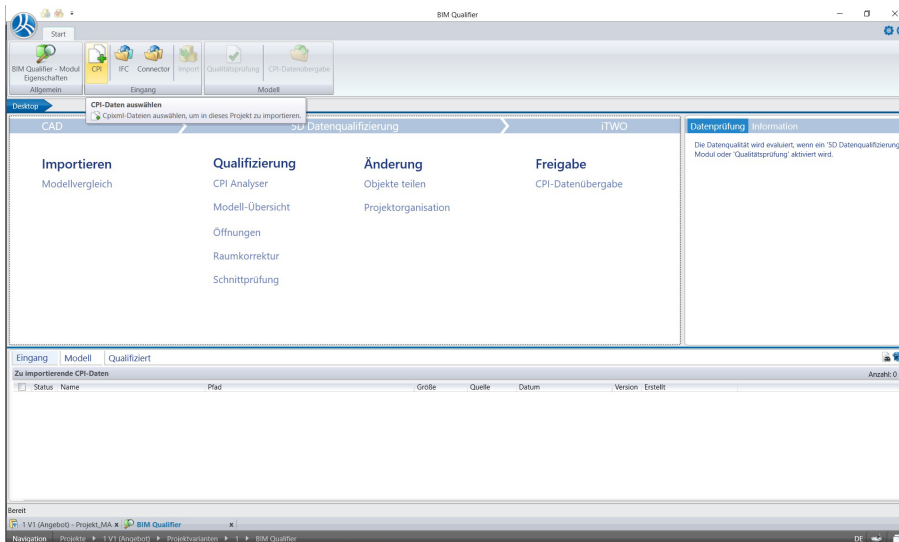 BIM Qualifier
Start
BIM Qualifier - Modul Eigenschaften
CPI
IFC
Connector
Import
Qualitätsprüfung
CPI-Datenübergabe
Allgemein
Eingang
Modell
CPI-Daten auswählen
Cpixml-Dateien auswählen, um in dieses Projekt zu importieren.
Desktop
CAD
5D Datenqualifizierung
iTWO
Importieren
Modellvergleich
Qualifizierung
CPI Analyser
Modell-Übersicht
Öffnungen
Raumkorrektur
Schnittprüfung
Änderung
Objekte teilen
Projektorganisation
Freigabe
CPI-Datenübergabe
Datenprüfung
Information
Die Datenqualität wird evaluiert, wenn ein '5D Datenqualifizierung
Modul oder 'Qualitätsprüfung' aktiviert wird.
Eingang
Modell
Qualifiziert
Zu importierende CPI-Daten
Anzahl: 0
Status Name Pfad Größe Quelle Datum Version Erstellt
Bereit
1 V1 (Angebot) - Projekt_MA x
BIM Qualifier x
Navigation Projekte 1 V1 (Angebot) Projektvarianten 1 BIM Qualifier
DE